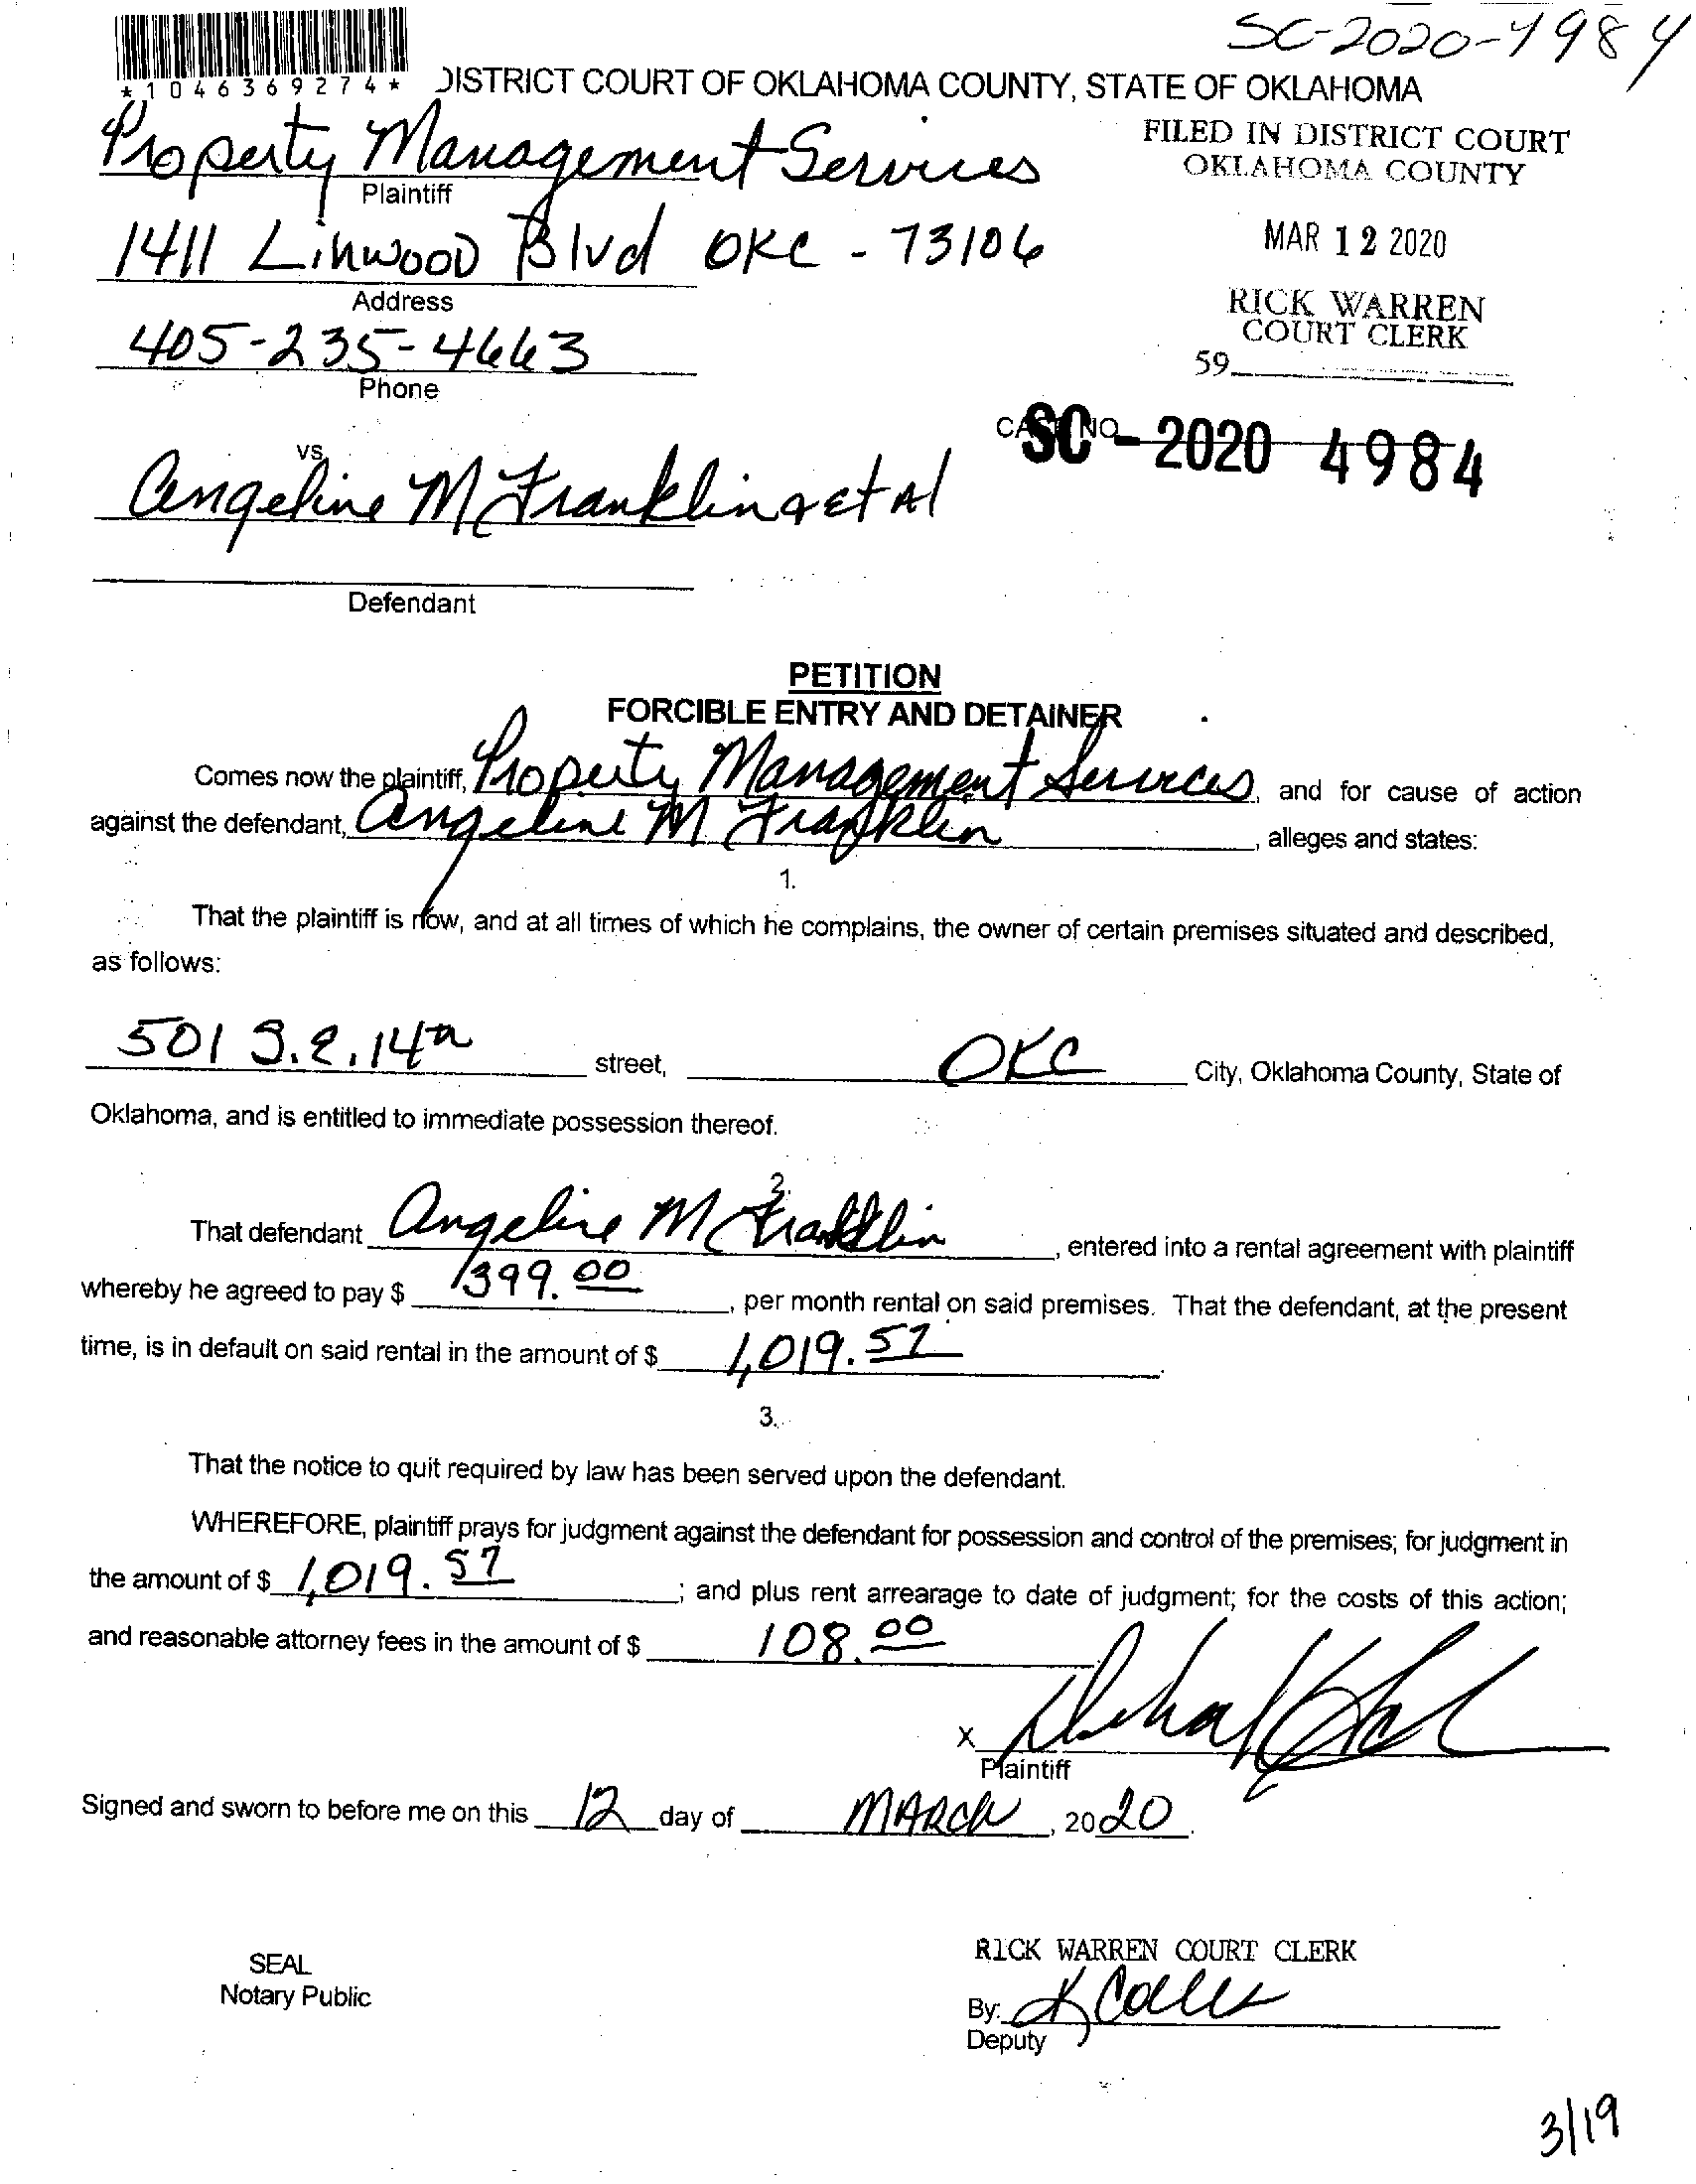 SC-2020-4984
*1046369274*
DISTRICT COURT OF OKLAHOMA COUNTY, STATE OF OKLAHOMA
Property Management Services
Plaintiff
FILED IN DISTRICT COURT
OKLAHOMA COUNTY
1411 Linwood Blvd OKC - 73106
Address
MAR 12 2020
RICK WARREN
COURT CLERK
405-235-4663
Phone
59
CASE NO.
SC - 2020 4984
vs.
Angeline M Franklin & et Al
Defendant
PETITION
FORCIBLE ENTRY AND DETAINER
Comes now the plaintiff, Property Management Services, and for cause of action
against the defendant, Angeline M Franklin, alleges and states:
1.
That the plaintiff is now, and at all times of which he complains, the owner of certain premises situated and described,
as follows:
501 S.E. 14th street, OKC City, Oklahoma County, State of
Oklahoma, and is entitled to immediate possession thereof.
2.
That defendant Angeline M Franklin, entered into a rental agreement with plaintiff
whereby he agreed to pay $ 1399.00, per month rental on said premises. That the defendant, at the present
time, is in default on said rental in the amount of $ 1,019.57.
3.
That the notice to quit required by law has been served upon the defendant.
WHEREFORE, plaintiff prays for judgment against the defendant for possession and control of the premises; for judgment in
the amount of $ 1,019.57; and plus rent arrearage to date of judgment; for the costs of this action;
and reasonable attorney fees in the amount of $ 108.00
X
Plaintiff
Signed and sworn to before me on this 12 day of MARCH, 2020.
SEAL
Notary Public
RICK WARREN COURT CLERK
By:
Deputy
3/19